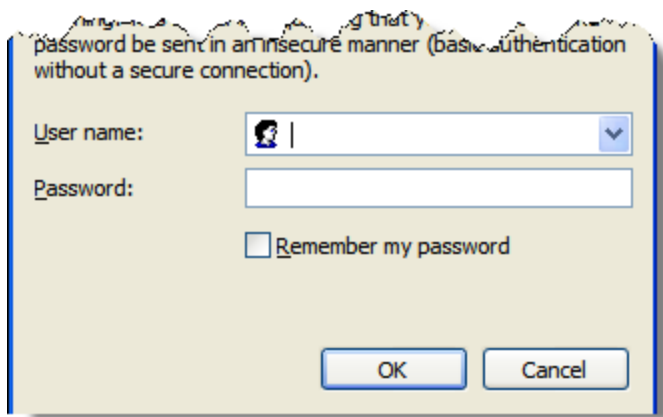 password be sent in an insecure manner (basic authentication
without a secure connection).
User name:
Password:
Remember my password
OK
Cancel